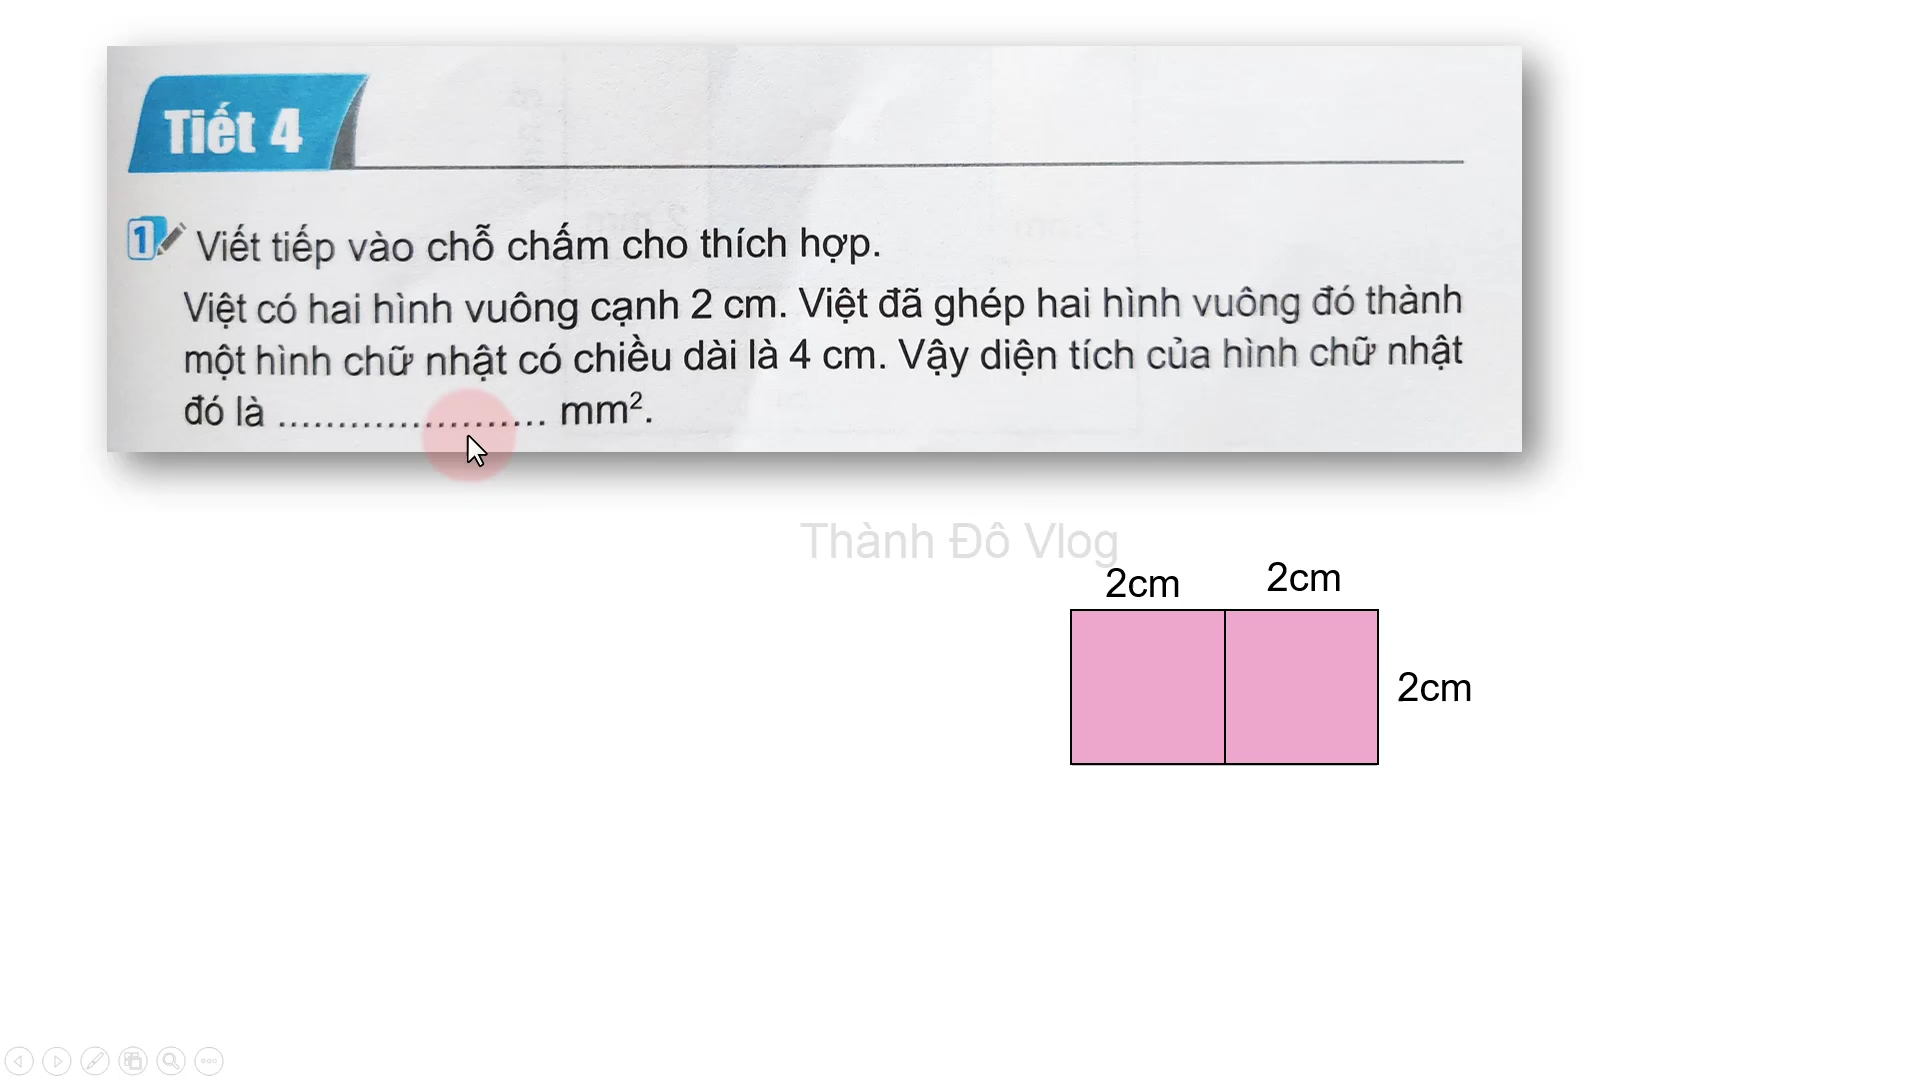 Tiết 4
1 Viết tiếp vào chỗ chấm cho thích hợp.
Việt có hai hình vuông cạnh 2 cm. Việt đã ghép hai hình vuông đó thành
một hình chữ nhật có chiều dài là 4 cm. Vậy diện tích của hình chữ nhật
đó là ....................... mm².
Thành Đô Vlog
2cm 2cm
2cm